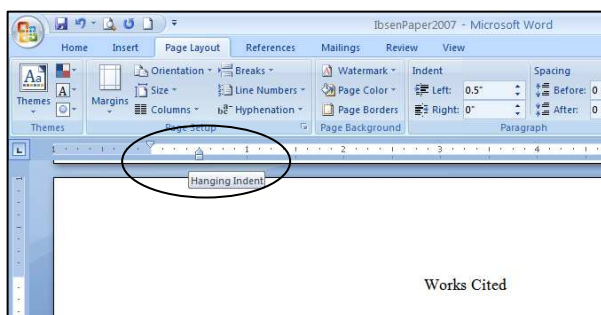 IbsenPaper2007 - Microsoft Word
Home Insert Page Layout References Mailings Review View
Aa Themes A Margins Orientation Breaks Watermark Indent Spacing
Size Line Numbers Page Color Left: 0.5" Before: 0
Columns Hyphenation Page Borders Right: 0" After: 0
Themes Page Setup Page Background Paragraph
L 1 1 2 3 4
Hanging Indent
Works Cited